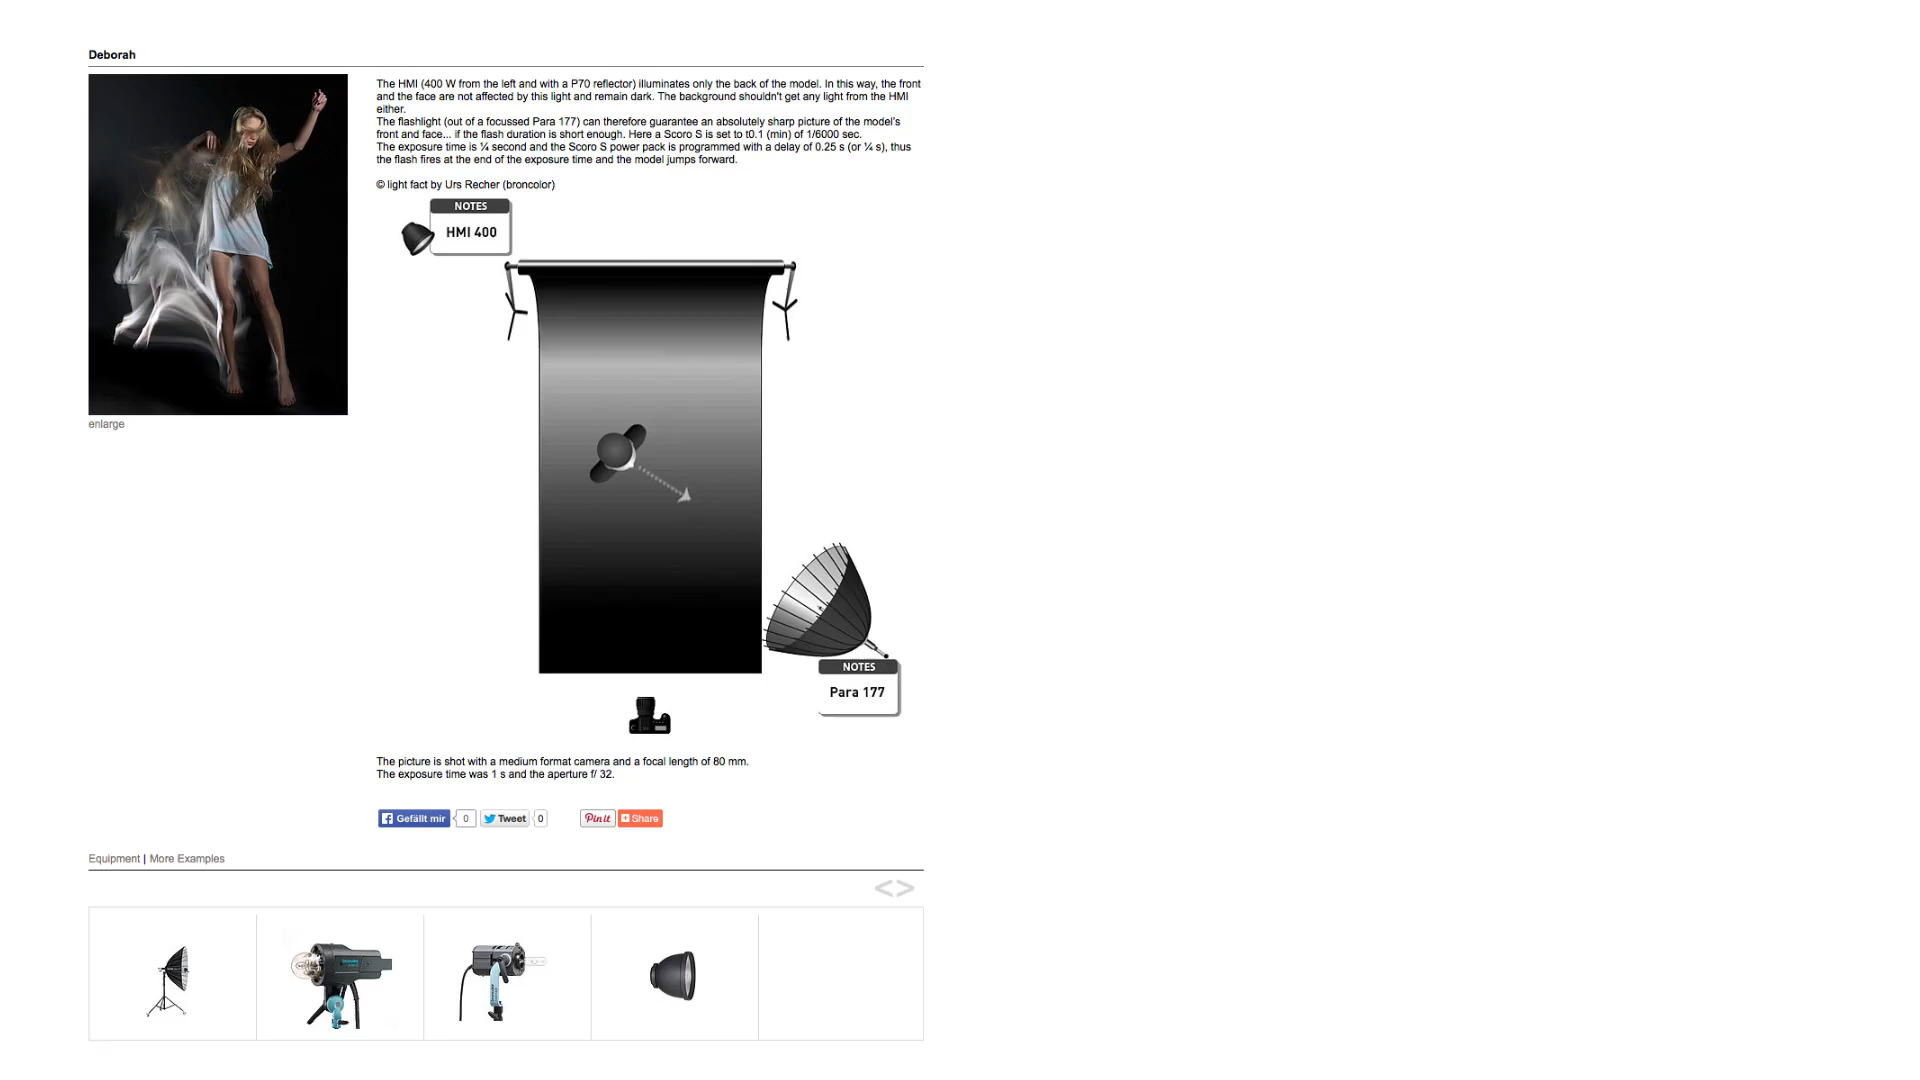 Deborah
The HMI (400 W from the left and with a P70 reflector) illuminates only the back of the model. In this way, the front
and the face are not affected by this light and remain dark. The background shouldn't get any light from the HMI
either.
The flashlight (out of a focussed Para 177) can therefore guarantee an absolutely sharp picture of the model's
front and face... if the flash duration is short enough. Here a Scoro S is set to t0.1 (min) of 1/6000 sec.
The exposure time is ¼ second and the Scoro S power pack is programmed with a delay of 0.25 s (or ¼ s), thus
the flash fires at the end of the exposure time and the model jumps forward.
© light fact by Urs Recher (broncolor)
NOTES
HMI 400
enlarge
NOTES
Para 177
The picture is shot with a medium format camera and a focal length of 80 mm.
The exposure time was 1 s and the aperture f/ 32.
Gefällt mir 0 Tweet 0 Pin it Share
Equipment | More Examples
<>